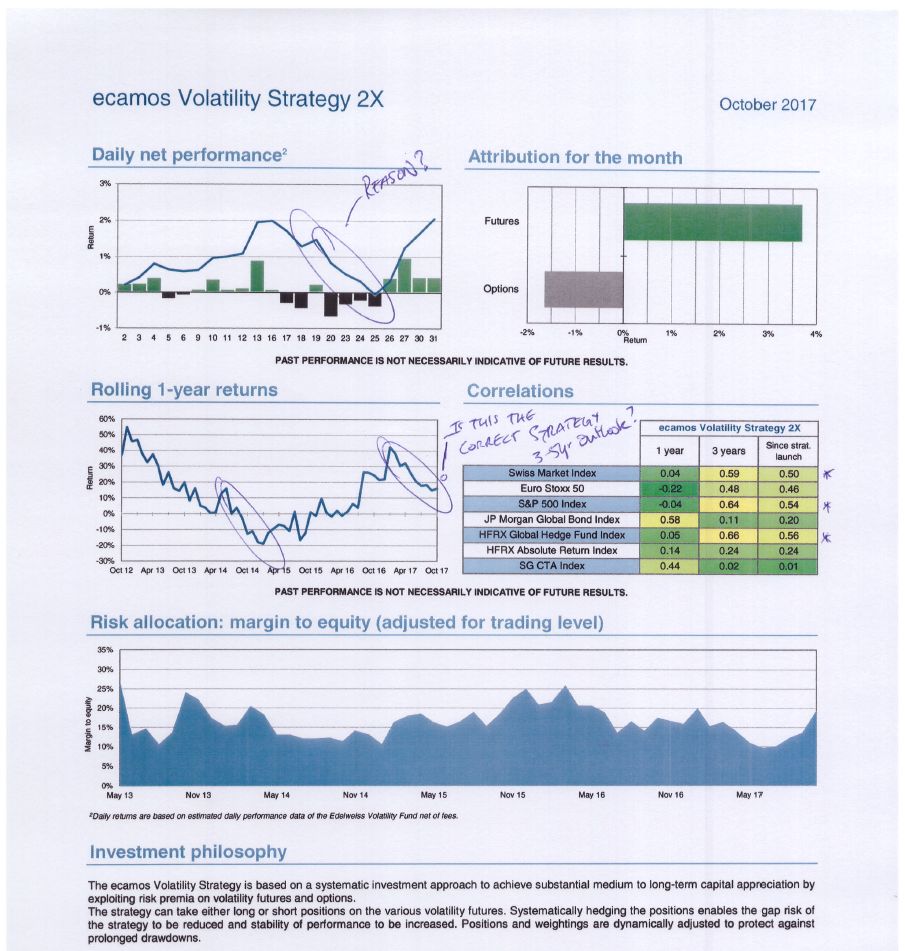 ecamos Volatility Strategy 2X
October 2017
Daily net performance²
REASON?
3%
2%
1%
0%
-1%
Return
2 3 4 5 6 9 10 11 12 13 16 17 18 19 20 23 24 25 26 27 30 31
Attribution for the month
Futures
Options
-2% -1% 0% 1% 2% 3% 4%
Return
PAST PERFORMANCE IS NOT NECESSARILY INDICATIVE OF FUTURE RESULTS.
Rolling 1-year returns
60%
50%
40%
30%
20%
10%
0%
-10%
-20%
-30%
Return
Oct 12 Apr 13 Oct 13 Apr 14 Oct 14 Apr 15 Oct 15 Apr 16 Oct 16 Apr 17 Oct 17
IS THIS THE
CORRECT STRATEGY
3-5yr Outlook?
Correlations
ecamos Volatility Strategy 2X
1 year 3 years Since strat. launch
Swiss Market Index 0.04 0.59 0.50 *
Euro Stoxx 50 -0.22 0.48 0.46
S&P 500 Index -0.04 0.64 0.54 *
JP Morgan Global Bond Index 0.58 0.11 0.20
HFRX Global Hedge Fund Index 0.05 0.66 0.56 *
HFRX Absolute Return Index 0.14 0.24 0.24
SG CTA Index 0.44 0.02 0.01
PAST PERFORMANCE IS NOT NECESSARILY INDICATIVE OF FUTURE RESULTS.
Risk allocation: margin to equity (adjusted for trading level)
35%
30%
25%
20%
15%
10%
5%
0%
Margin to equity
May 13 Nov 13 May 14 Nov 14 May 15 Nov 15 May 16 Nov 16 May 17
²Daily returns are based on estimated daily performance data of the Edelweiss Volatility Fund net of fees.
Investment philosophy
The ecamos Volatility Strategy is based on a systematic investment approach to achieve substantial medium to long-term capital appreciation by
exploiting risk premia on volatility futures and options.
The strategy can take either long or short positions on the various volatility futures. Systematically hedging the positions enables the gap risk of
the strategy to be reduced and stability of performance to be increased. Positions and weightings are dynamically adjusted to protect against
prolonged drawdowns.